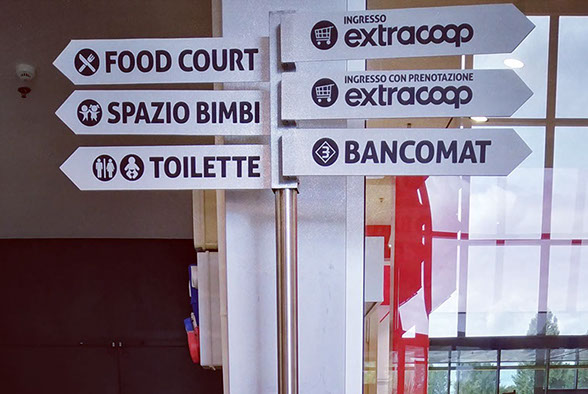 FOOD COURT
SPAZIO BIMBI
TOILETTE
INGRESSO
extracoop
INGRESSO CON PRENOTAZIONE
extracoop
BANCOMAT